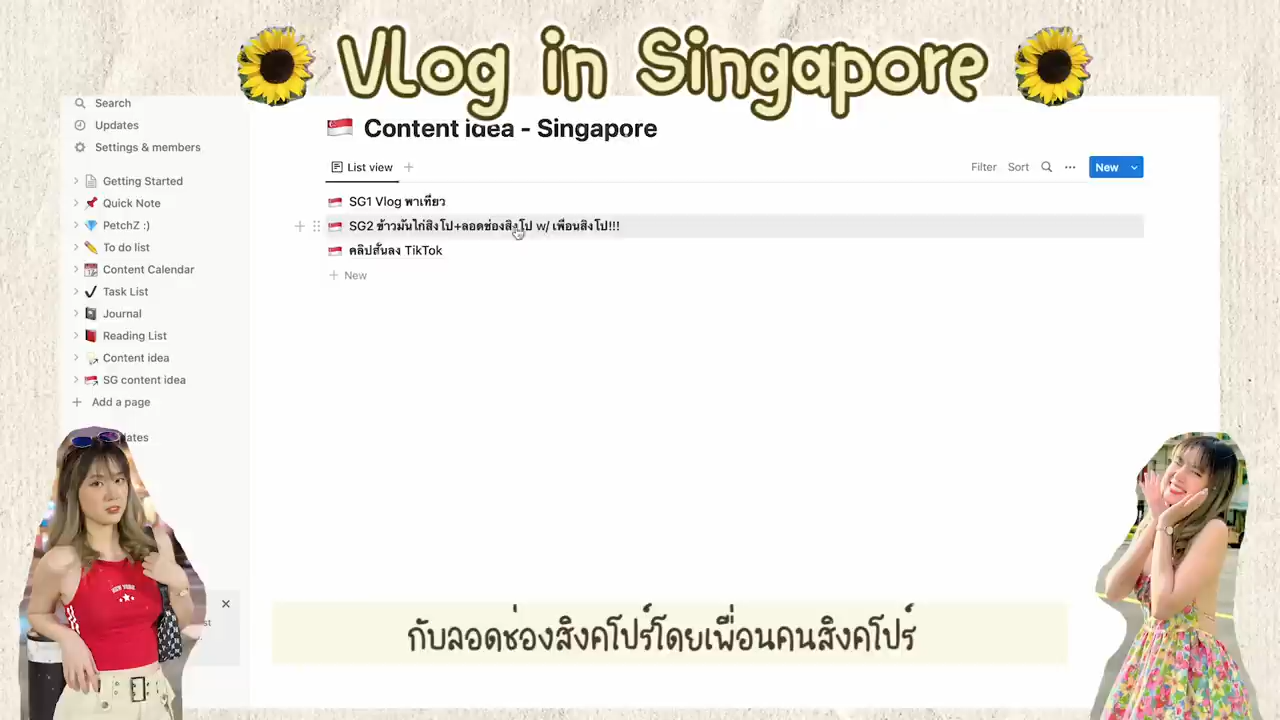 Vlog in Singapore
Search
Updates
Settings & members
Getting Started
Quick Note
PetchZ :)
To do list
Content Calendar
Task List
Journal
Reading List
Content idea
SG content idea
Add a page
Content idea - Singapore
List view
Filter Sort New
SG1 Vlog พาเที่ยว
SG2 ข้าวมันไก่สิงโป+ลอดช่องสิงโป w/ เพื่อนสิงโป!!!
คลิปสั้นลง TikTok
New
NEW YORK
กับลอดช่องสิงคโปร์โดยเพื่อนคนสิงคโปร์